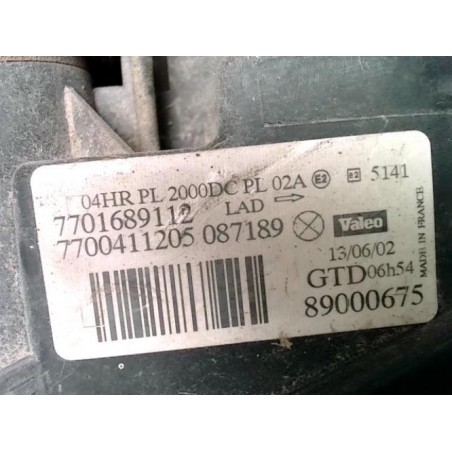 04HR PL 2000DC PL 02A E2 e2 5141
7701689112 LAD
7700411205 087189 Valeo
13/06/02
GTD 06h54
89000675
MADE IN FRANCE